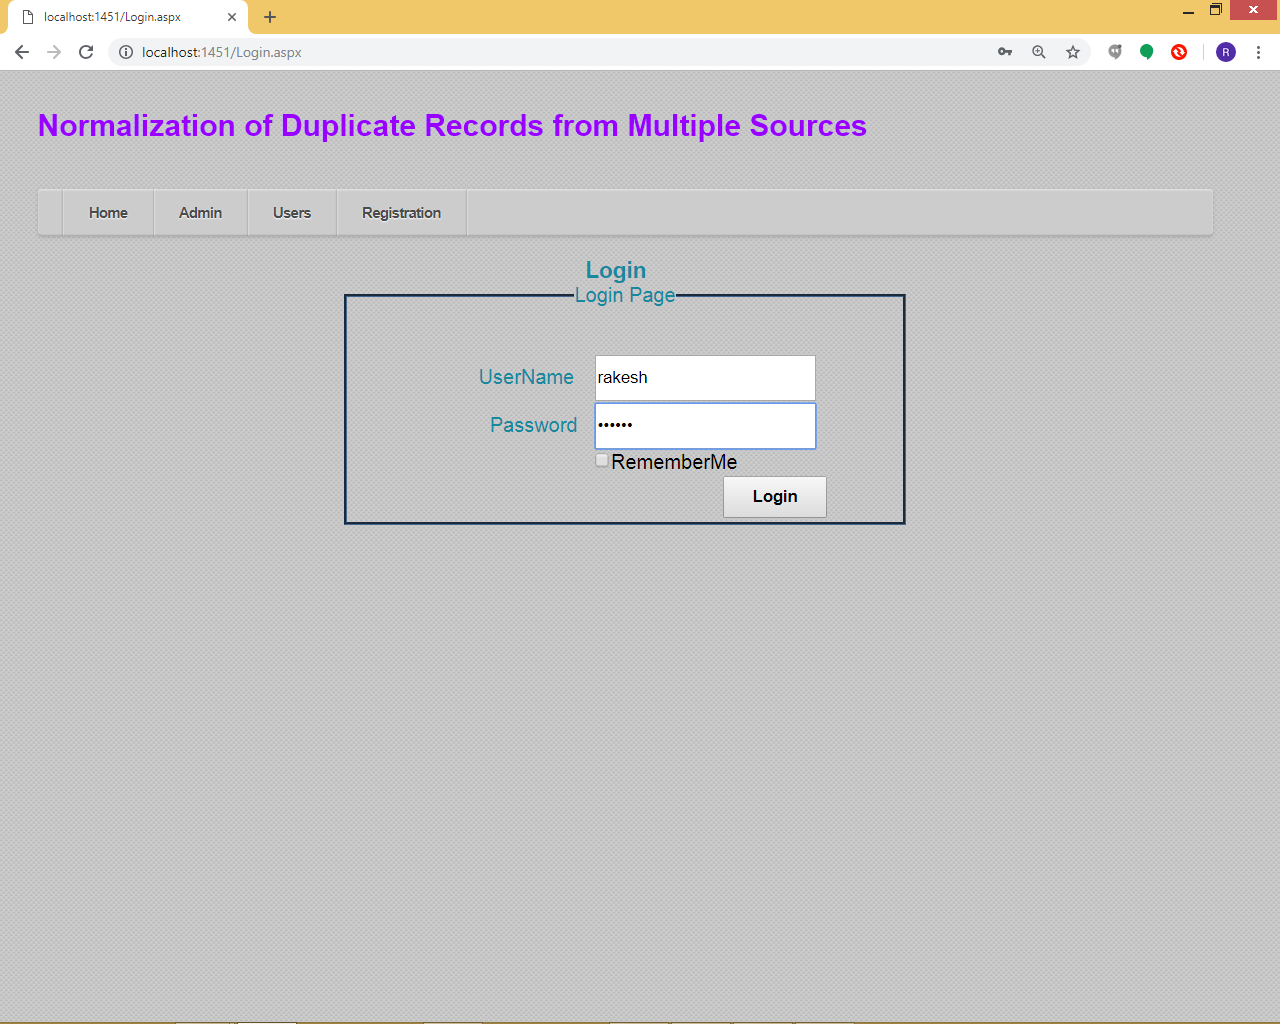 localhost:1451/Login.aspx
localhost:1451/Login.aspx
R
Normalization of Duplicate Records from Multiple Sources
Home Admin Users Registration
Login
Login Page
UserName rakesh
Password ••••••
RememberMe
Login